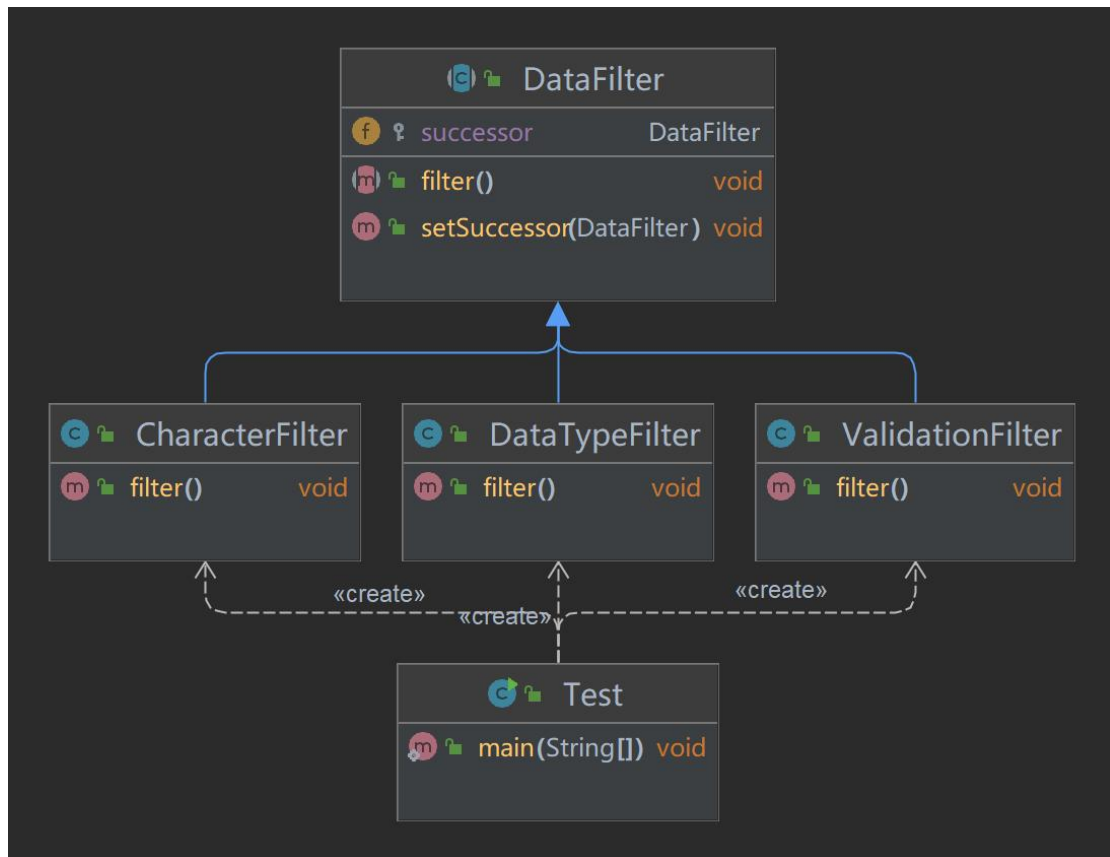 DataFilter
successor DataFilter
filter() void
setSuccessor(DataFilter) void
CharacterFilter
filter() void
DataTypeFilter
filter() void
ValidationFilter
filter() void
«create»
«create»
«create»
Test
main(String[]) void